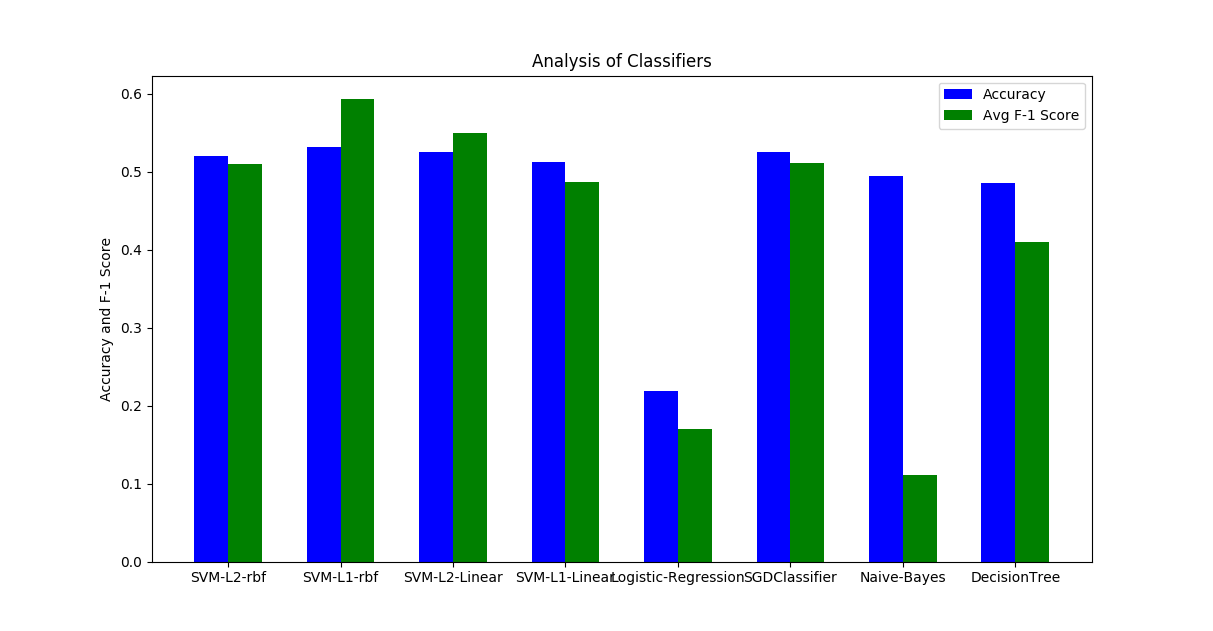 Analysis of Classifiers
Accuracy
Avg F-1 Score
Accuracy and F-1 Score
0.6
0.5
0.4
0.3
0.2
0.1
0.0
SVM-L2-rbf
SVM-L1-rbf
SVM-L2-Linear
SVM-L1-Linear
Logistic-Regression
SGDClassifier
Naive-Bayes
DecisionTree